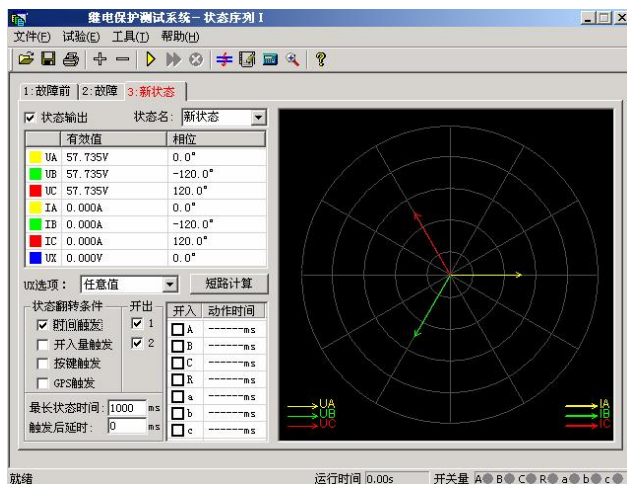 继电保护测试系统－状态序列 I
文件(F) 试验(E) 工具(T) 帮助(H)
1:故障前 2:故障 3:新状态
状态输出 状态名: 新状态
有效值 相位
UA 57.735V 0.0°
UB 57.735V -120.0°
UC 57.735V 120.0°
IA 0.000A 0.0°
IB 0.000A -120.0°
IC 0.000A 120.0°
UX 0.000V 0.0°
UX选项: 任意值 短路计算
状态翻转条件 开出 开入 动作时间
时间触发 1 A ------ms
开入量触发 2 B ------ms
按键触发 C ------ms
GPS触发 R ------ms
a ------ms
最长状态时间: 1000 ms b ------ms
触发后延时: 0 ms c ------ms
UA IA
UB IB
UC IC
就绪 运行时间 0.00s 开关量 A B C R a b c